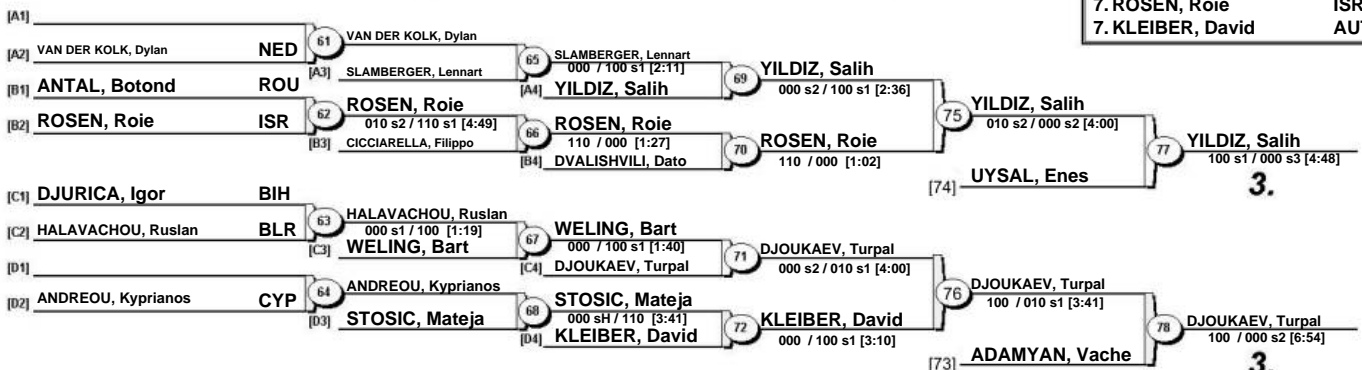 7. ROSEN, Roie ISR
7. KLEIBER, David
[A1]
[A2] VAN DER KOLK, Dylan NED
61 VAN DER KOLK, Dylan
[A3] SLAMBERGER, Lennart
65 SLAMBERGER, Lennart
000 / 100 s1 [2:11]
[A4] YILDIZ, Salih
69 YILDIZ, Salih
000 s2 / 100 s1 [2:36]
[B1] ANTAL, Botond ROU
[B2] ROSEN, Roie ISR
62 ROSEN, Roie
010 s2 / 110 s1 [4:49]
[B3] CICCIARELLA, Filippo
66 ROSEN, Roie
110 / 000 [1:27]
[B4] DVALISHVILI, Dato
70 ROSEN, Roie
110 / 000 [1:02]
75 YILDIZ, Salih
010 s2 / 000 s2 [4:00]
[74] UYSAL, Enes
77 YILDIZ, Salih
100 s1 / 000 s3 [4:48]
3.
[C1] DJURICA, Igor BIH
[C2] HALAVACHOU, Ruslan BLR
63 HALAVACHOU, Ruslan
000 s1 / 100 [1:19]
[C3] WELING, Bart
67 WELING, Bart
000 / 100 s1 [1:40]
[C4] DJOUKAEV, Turpal
71 DJOUKAEV, Turpal
000 s2 / 010 s1 [4:00]
[D1]
[D2] ANDREOU, Kyprianos CYP
64 ANDREOU, Kyprianos
[D3] STOSIC, Mateja
68 STOSIC, Mateja
000 sH / 110 [3:41]
[D4] KLEIBER, David
72 KLEIBER, David
000 / 100 s1 [3:10]
76 DJOUKAEV, Turpal
100 / 010 s1 [3:41]
[73] ADAMYAN, Vache
78 DJOUKAEV, Turpal
100 / 000 s2 [6:54]
3.